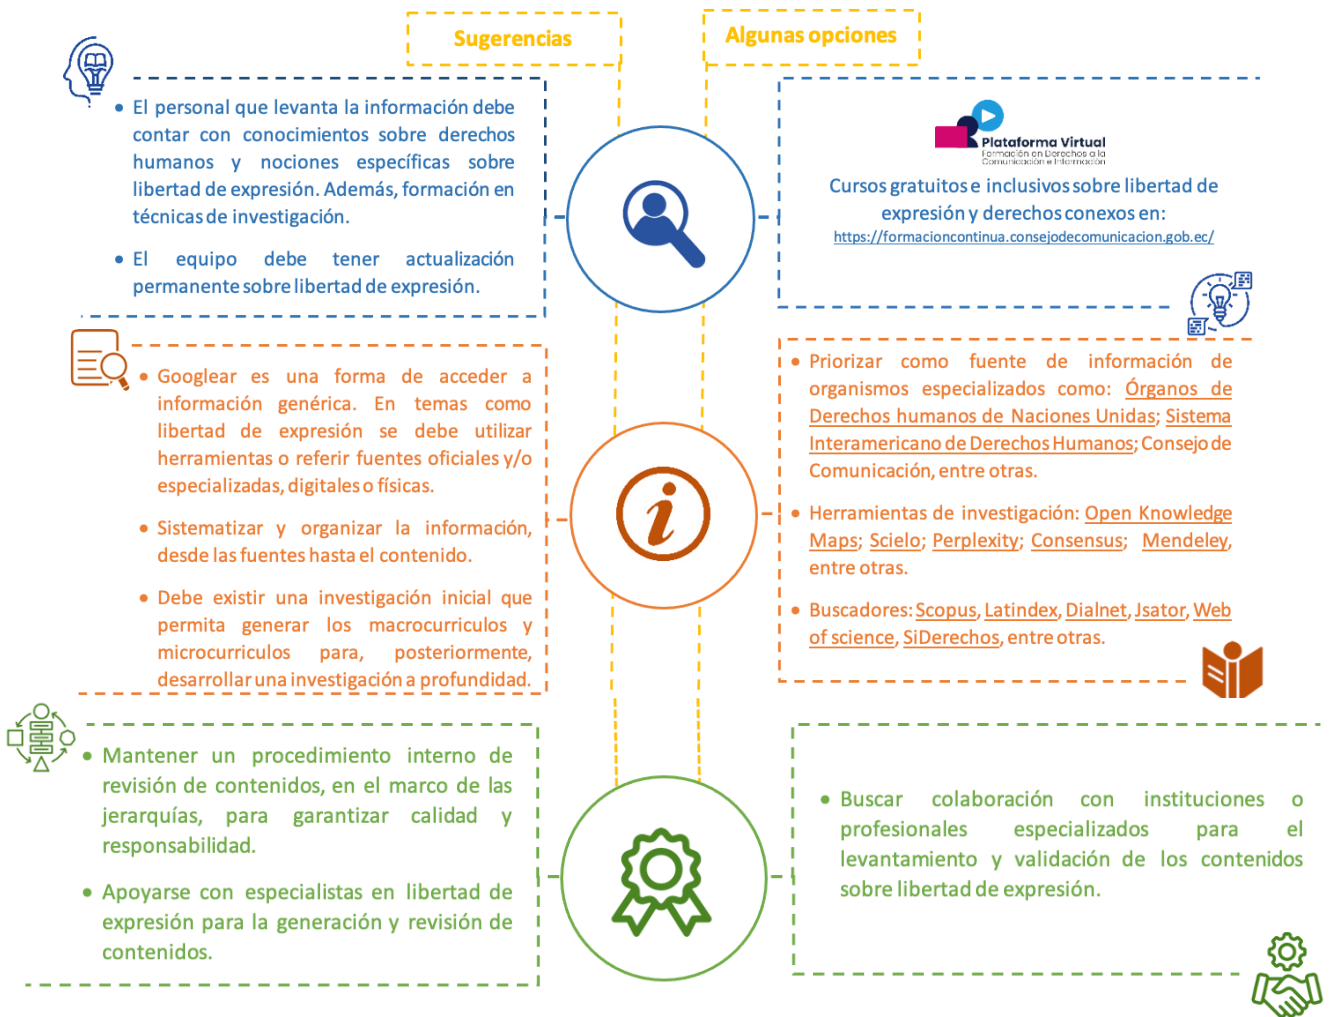 Sugerencias
Algunas opciones
• El personal que levanta la información debe
contar con conocimientos sobre derechos
humanos y nociones específicas sobre
libertad de expresión. Además, formación en
técnicas de investigación.
• El equipo debe tener actualización
permanente sobre libertad de expresión.
Plataforma Virtual
Formación en Derechos a la
Comunicación e Información
Cursos gratuitos e inclusivos sobre libertad de
expresión y derechos conexos en:
https://formacioncontinua.consejodecomunicacion.gob.ec/
• Googlear es una forma de acceder a
información genérica. En temas como
libertad de expresión se debe utilizar
herramientas o referir fuentes oficiales y/o
especializadas, digitales o físicas.
• Sistematizar y organizar la información,
desde las fuentes hasta el contenido.
• Debe existir una investigación inicial que
permita generar los macrocurriculos y
microcurriculos para, posteriormente,
desarrollar una investigación a profundidad.
• Priorizar como fuente de información de
organismos especializados como: Órganos de
Derechos humanos de Naciones Unidas; Sistema
Interamericano de Derechos Humanos; Consejo de
Comunicación, entre otras.
• Herramientas de investigación: Open Knowledge
Maps; Scielo; Perplexity; Consensus; Mendeley,
entre otras.
• Buscadores: Scopus, Latindex, Dialnet, Jsator, Web
of science, SiDerechos, entre otras.
• Mantener un procedimiento interno de
revisión de contenidos, en el marco de las
jerarquías, para garantizar calidad y
responsabilidad.
• Apoyarse con especialistas en libertad de
expresión para la generación y revisión de
contenidos.
• Buscar colaboración con instituciones o
profesionales especializados para el
levantamiento y validación de los contenidos
sobre libertad de expresión.